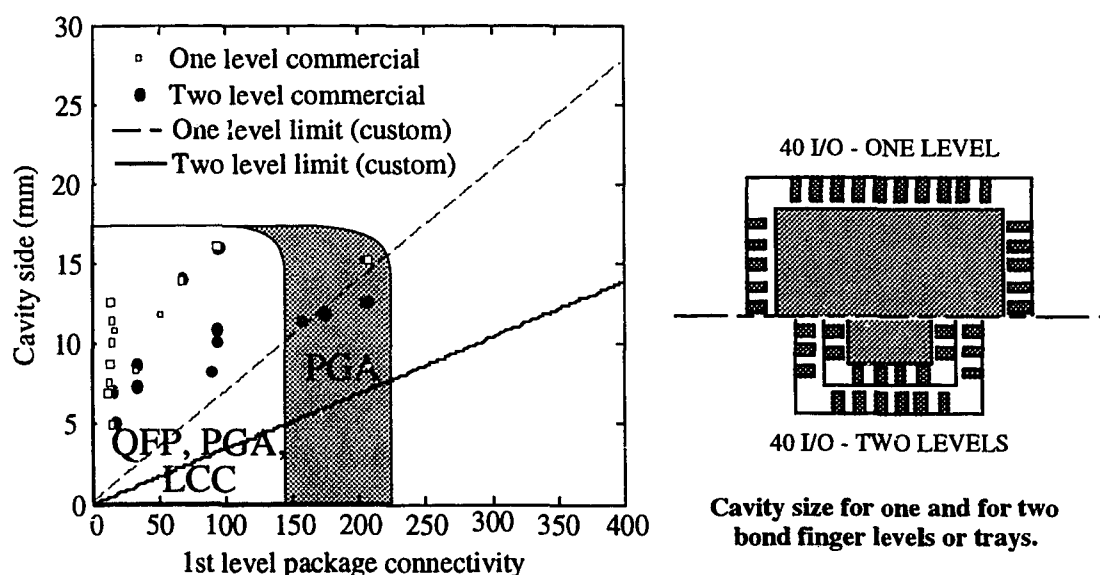 30
25
20
15
10
5
0
Cavity side (mm)
One level commercial
Two level commercial
One level limit (custom)
Two level limit (custom)
PGA
QFP, PGA,
LCC
0 50 100 150 200 250 300 350 400
1st level package connectivity
40 I/O - ONE LEVEL
40 I/O - TWO LEVELS
Cavity size for one and for two
bond finger levels or trays.